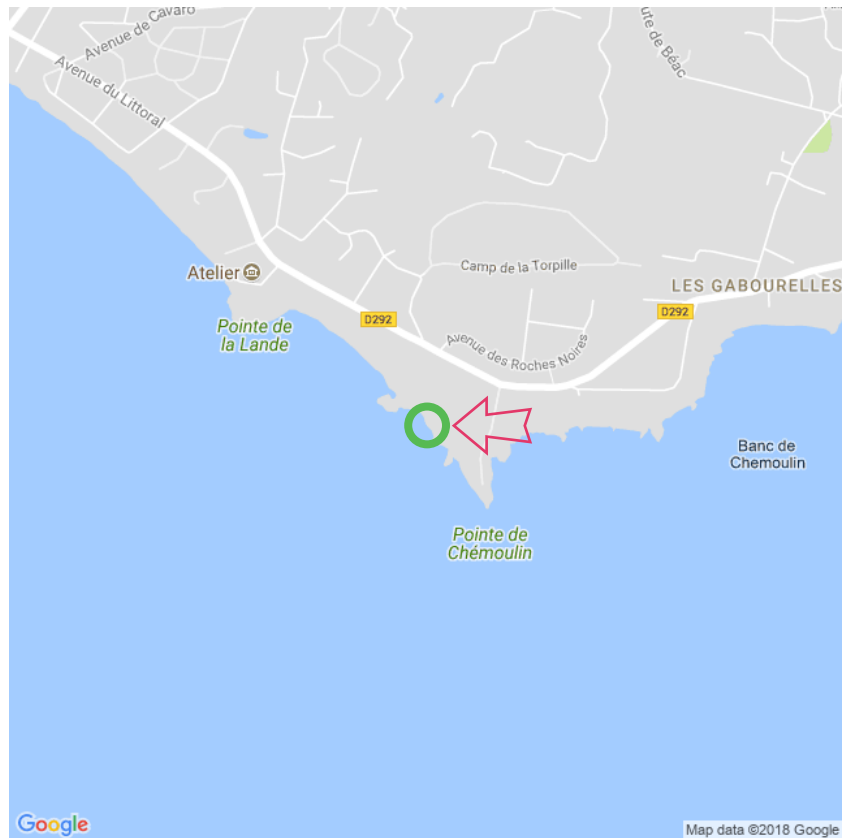 Avenue de Cavaro
Avenue du Littoral
de Béac
Atelier
Camp de la Torpille
LES GABOURELLES
D292
D292
Pointe de
la Lande
Avenue des Roches Noires
Banc de
Chemoulin
Pointe de
Chémoulin
Google
Map data ©2018 Google